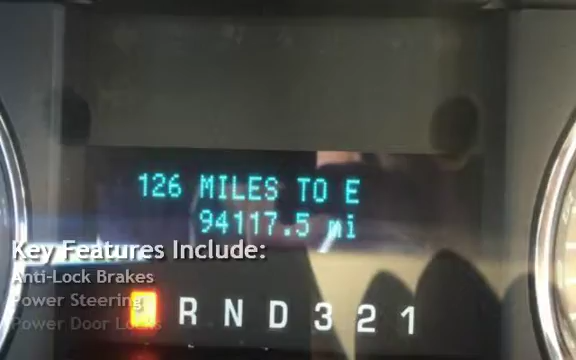 126 MILES TO E
94117.5 mi
Key Features Include:
Anti-Lock Brakes
Power Steering
Power Door Locks
R N D 3 2 1